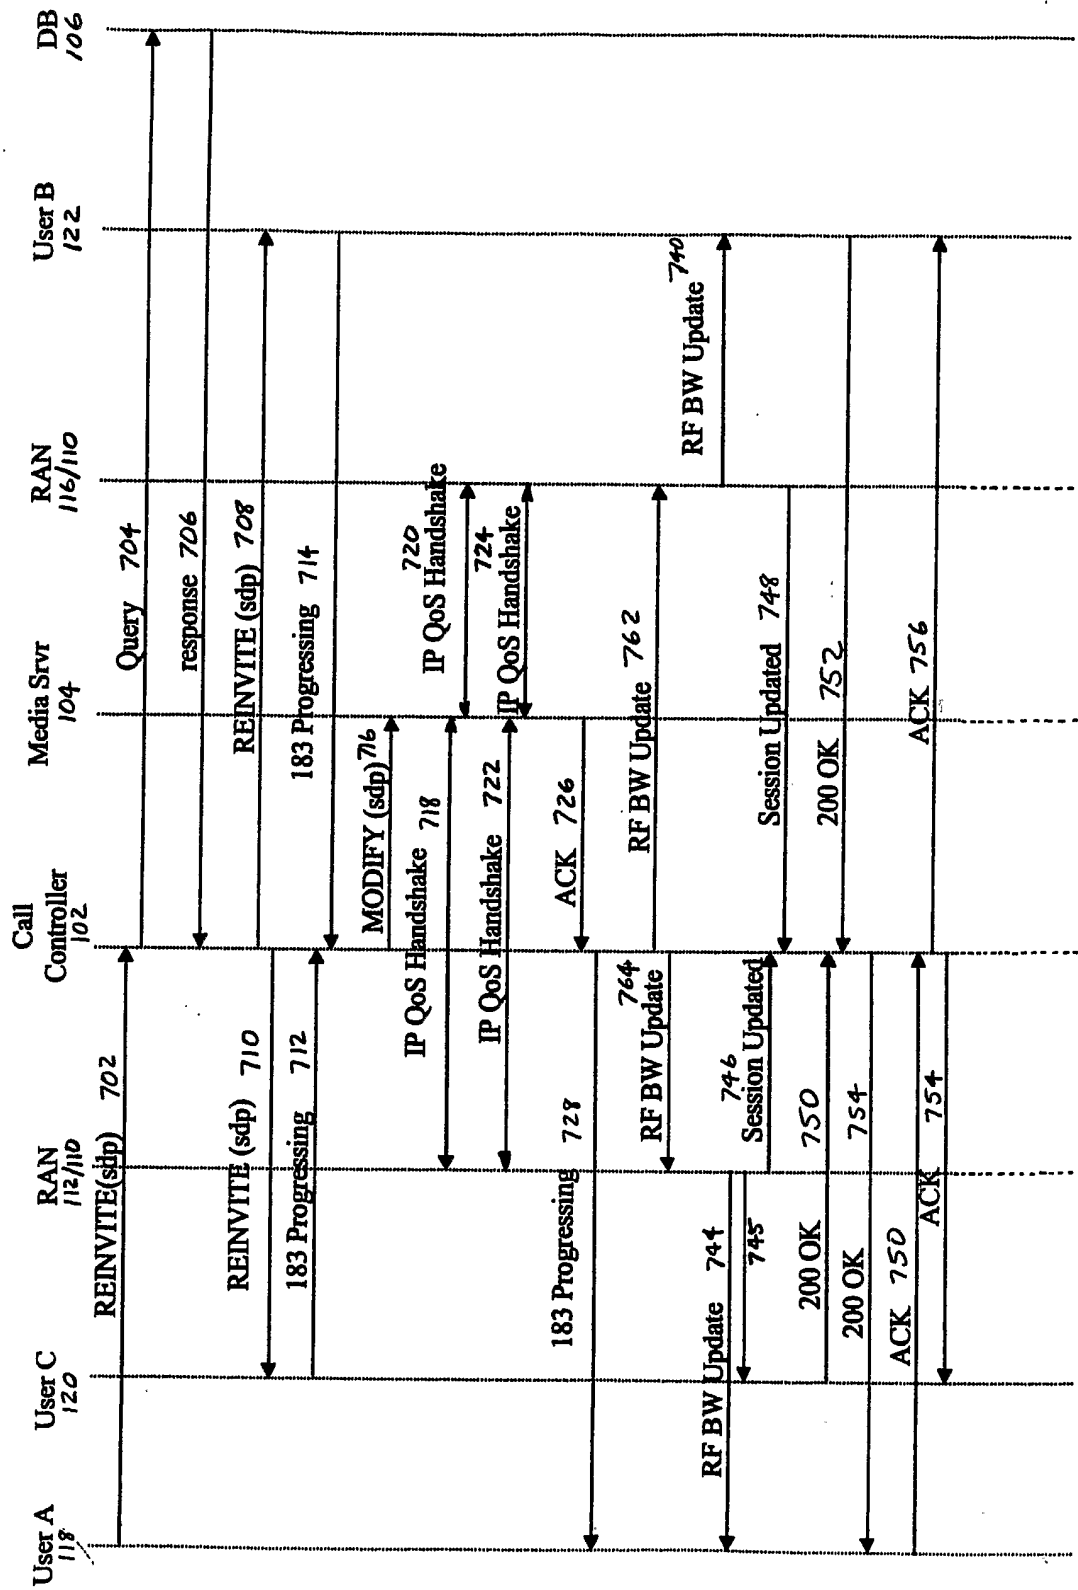 User A
118
User C
120
RAN
112/110
Call
Controller
102
Media Srvr
104
RAN
116/110
User B
122
DB
106
REINVITE(sdp) 702
Query 704
response 706
REINVITE (sdp) 708
REINVITE (sdp) 710
183 Progressing 712
183 Progressing 714
MODIFY (sdp) 716
IP QoS Handshake 718
720
IP QoS Handshake
IP QoS Handshake 722
724
IP QoS Handshake
ACK 726
183 Progressing 728
RF BW Update 762
764
RF BW Update
RF BW Update 740
RF BW Update 744
745
746
Session Updated
Session Updated 748
200 OK 750
200 OK 752
200 OK 754
ACK 750
ACK 756
ACK 754